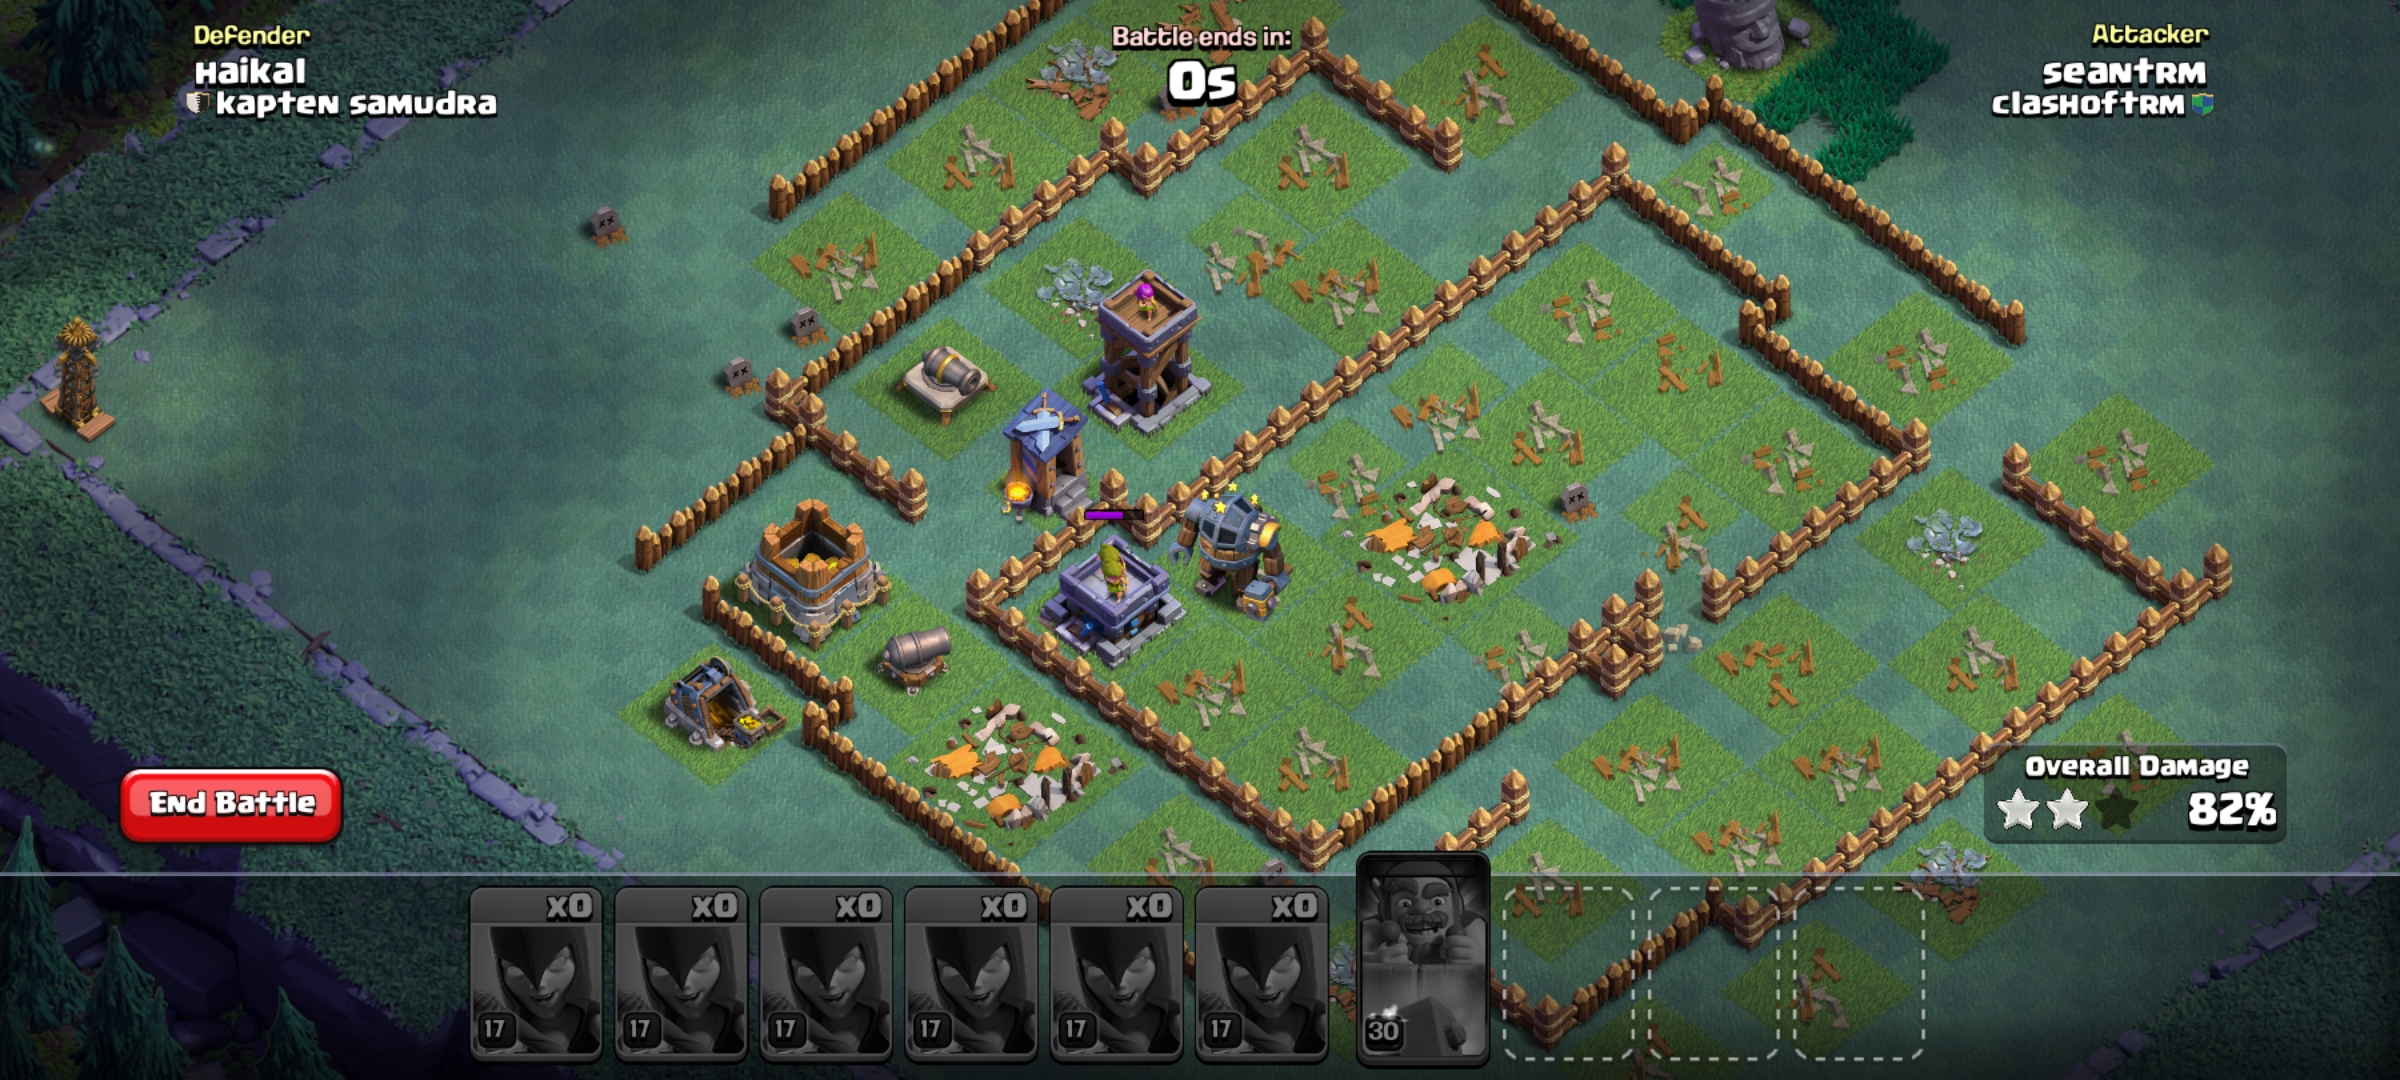 Defender
Haikal
kapten samudra
Battle ends in:
0s
Attacker
seantRM
clashoftRM
End Battle
Overall Damage
82%
x0
x0
x0
x0
x0
x0
17
17
17
17
17
17
30